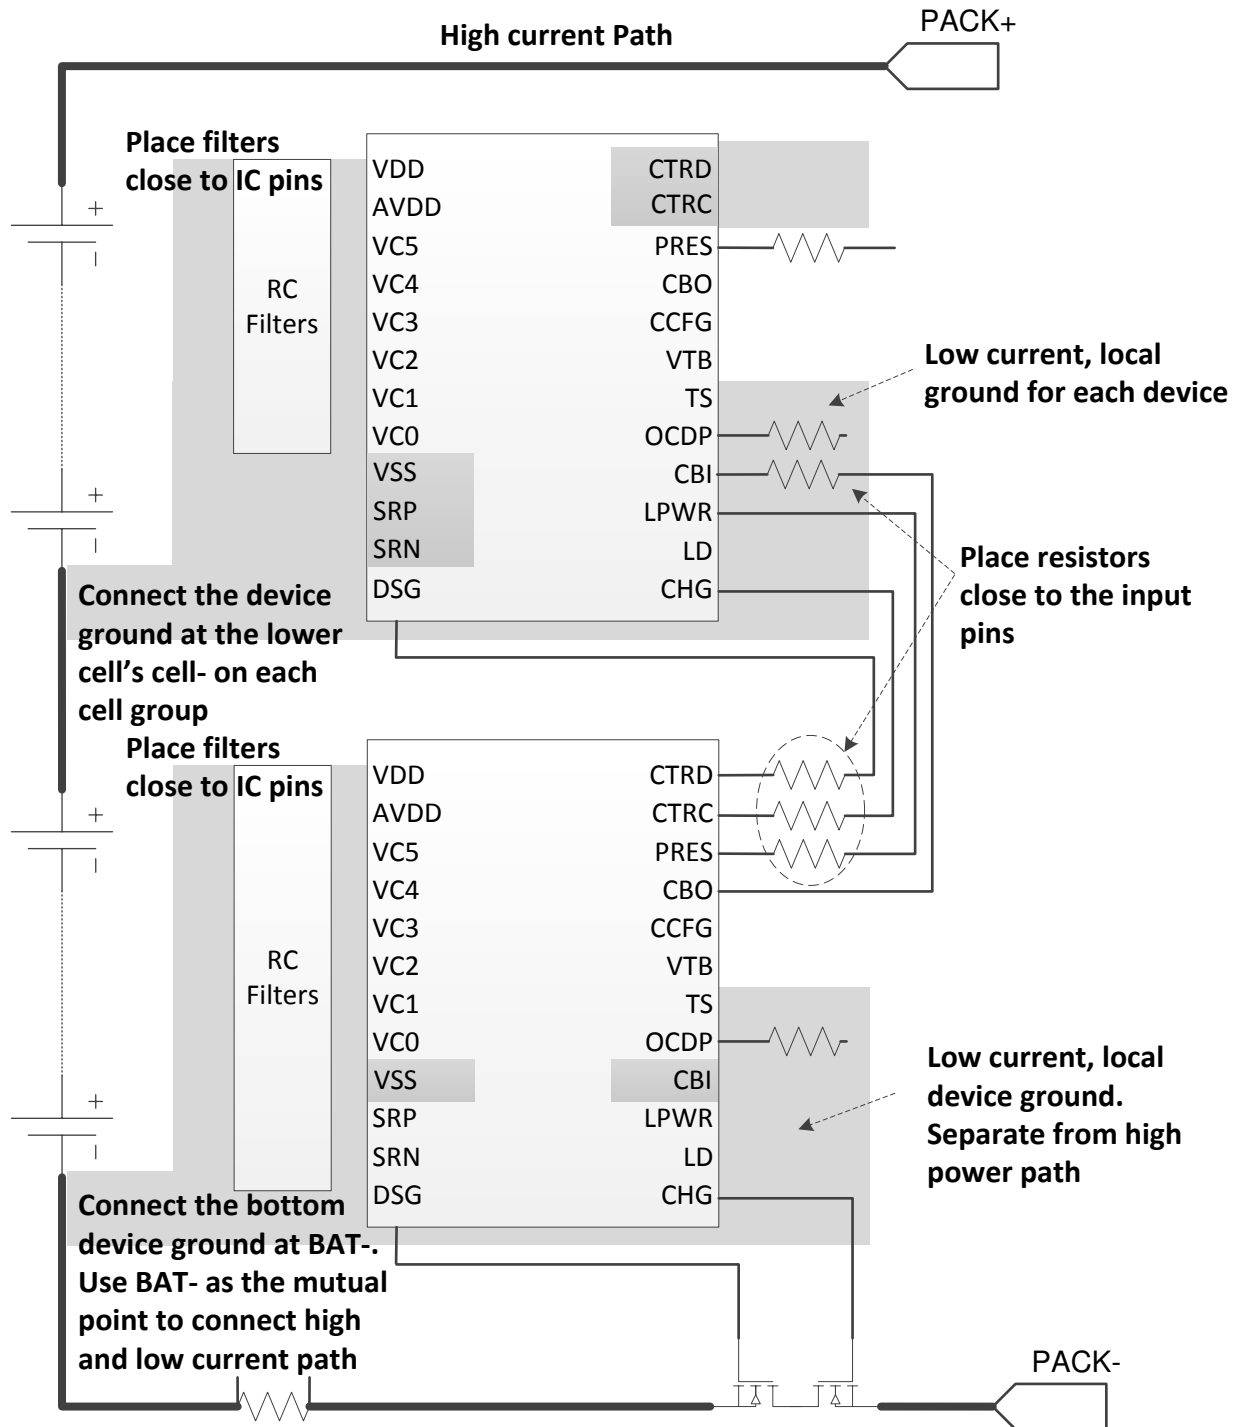 PACK+
High current Path
Place filters
close to IC pins
RC
Filters
VDD
AVDD
VC5
VC4
VC3
VC2
VC1
VC0
VSS
SRP
SRN
DSG
CTRD
CTRC
PRES
CBO
CCFG
VTB
TS
OCDP
CBI
LPWR
LD
CHG
+
–
+
–
Low current, local
ground for each device
Place resistors
close to the input
pins
Connect the device
ground at the lower
cell’s cell- on each
cell group
Place filters
close to IC pins
RC
Filters
VDD
AVDD
VC5
VC4
VC3
VC2
VC1
VC0
VSS
SRP
SRN
DSG
CTRD
CTRC
PRES
CBO
CCFG
VTB
TS
OCDP
CBI
LPWR
LD
CHG
+
–
+
–
Low current, local
device ground.
Separate from high
power path
Connect the bottom
device ground at BAT-.
Use BAT- as the mutual
point to connect high
and low current path
PACK-